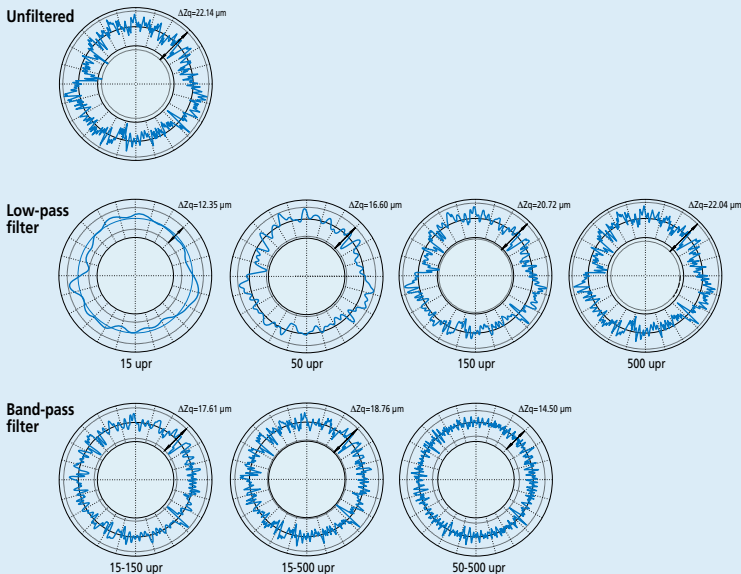 Unfiltered
ΔZq=22.14 µm
Low-pass
filter
ΔZq=12.35 µm
ΔZq=16.60 µm
ΔZq=20.72 µm
ΔZq=22.04 µm
15 upr
50 upr
150 upr
500 upr
Band-pass
filter
ΔZq=17.61 µm
ΔZq=18.76 µm
ΔZq=14.50 µm
15-150 upr
15-500 upr
50-500 upr